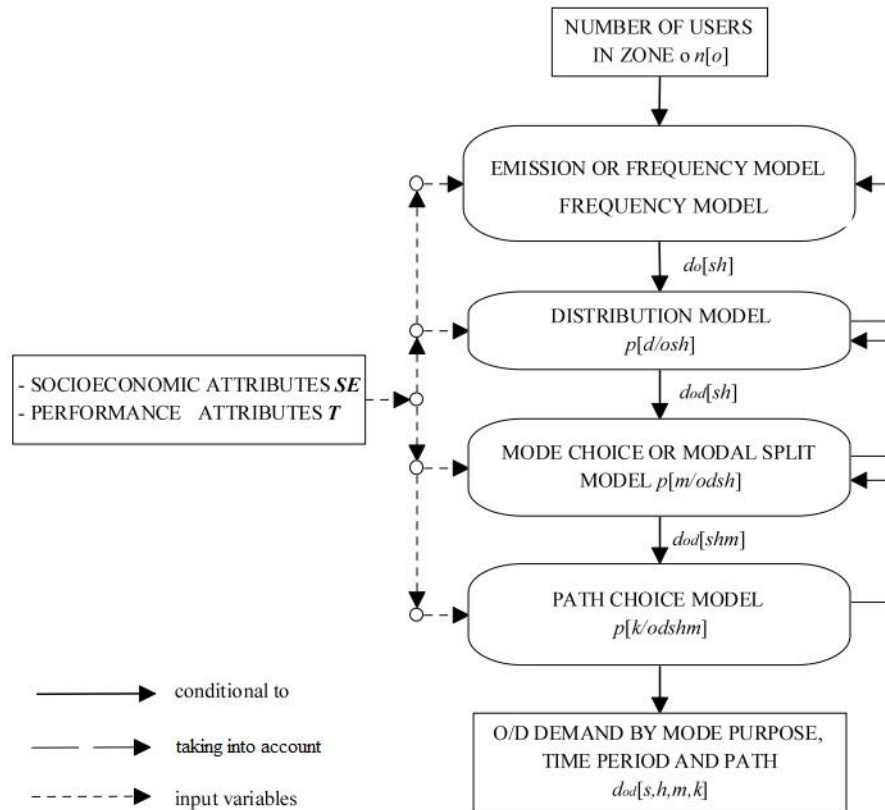 NUMBER OF USERS
IN ZONE o n[o]
EMISSION OR FREQUENCY MODEL
FREQUENCY MODEL
do[sh]
DISTRIBUTION MODEL
p[d/osh]
- SOCIOECONOMIC ATTRIBUTES SE
- PERFORMANCE ATTRIBUTES T
dod[sh]
MODE CHOICE OR MODAL SPLIT
MODEL p[m/odsh]
dod[shm]
PATH CHOICE MODEL
p[k/odshm]
conditional to
taking into account
input variables
O/D DEMAND BY MODE PURPOSE,
TIME PERIOD AND PATH
dod[s,h,m,k]